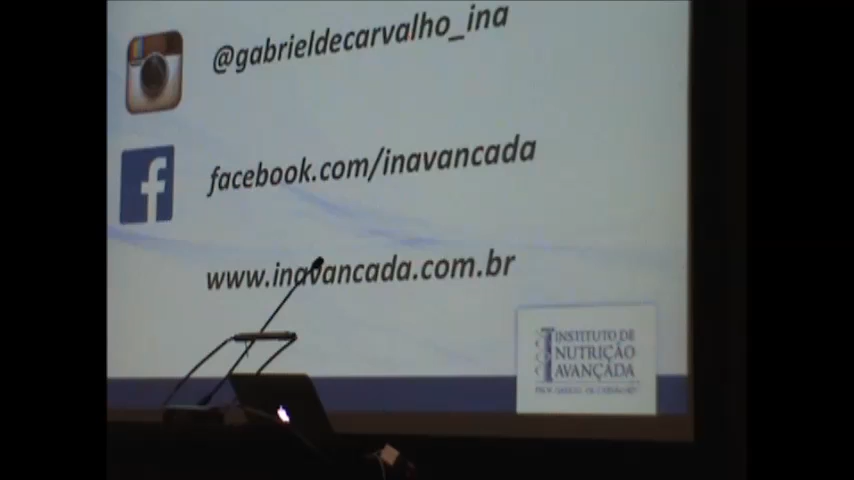 @gabrieldecarvalho_ina
facebook.com/inavancada
www.inavancada.com.br
INSTITUTO DE
NUTRIÇÃO
AVANÇADA